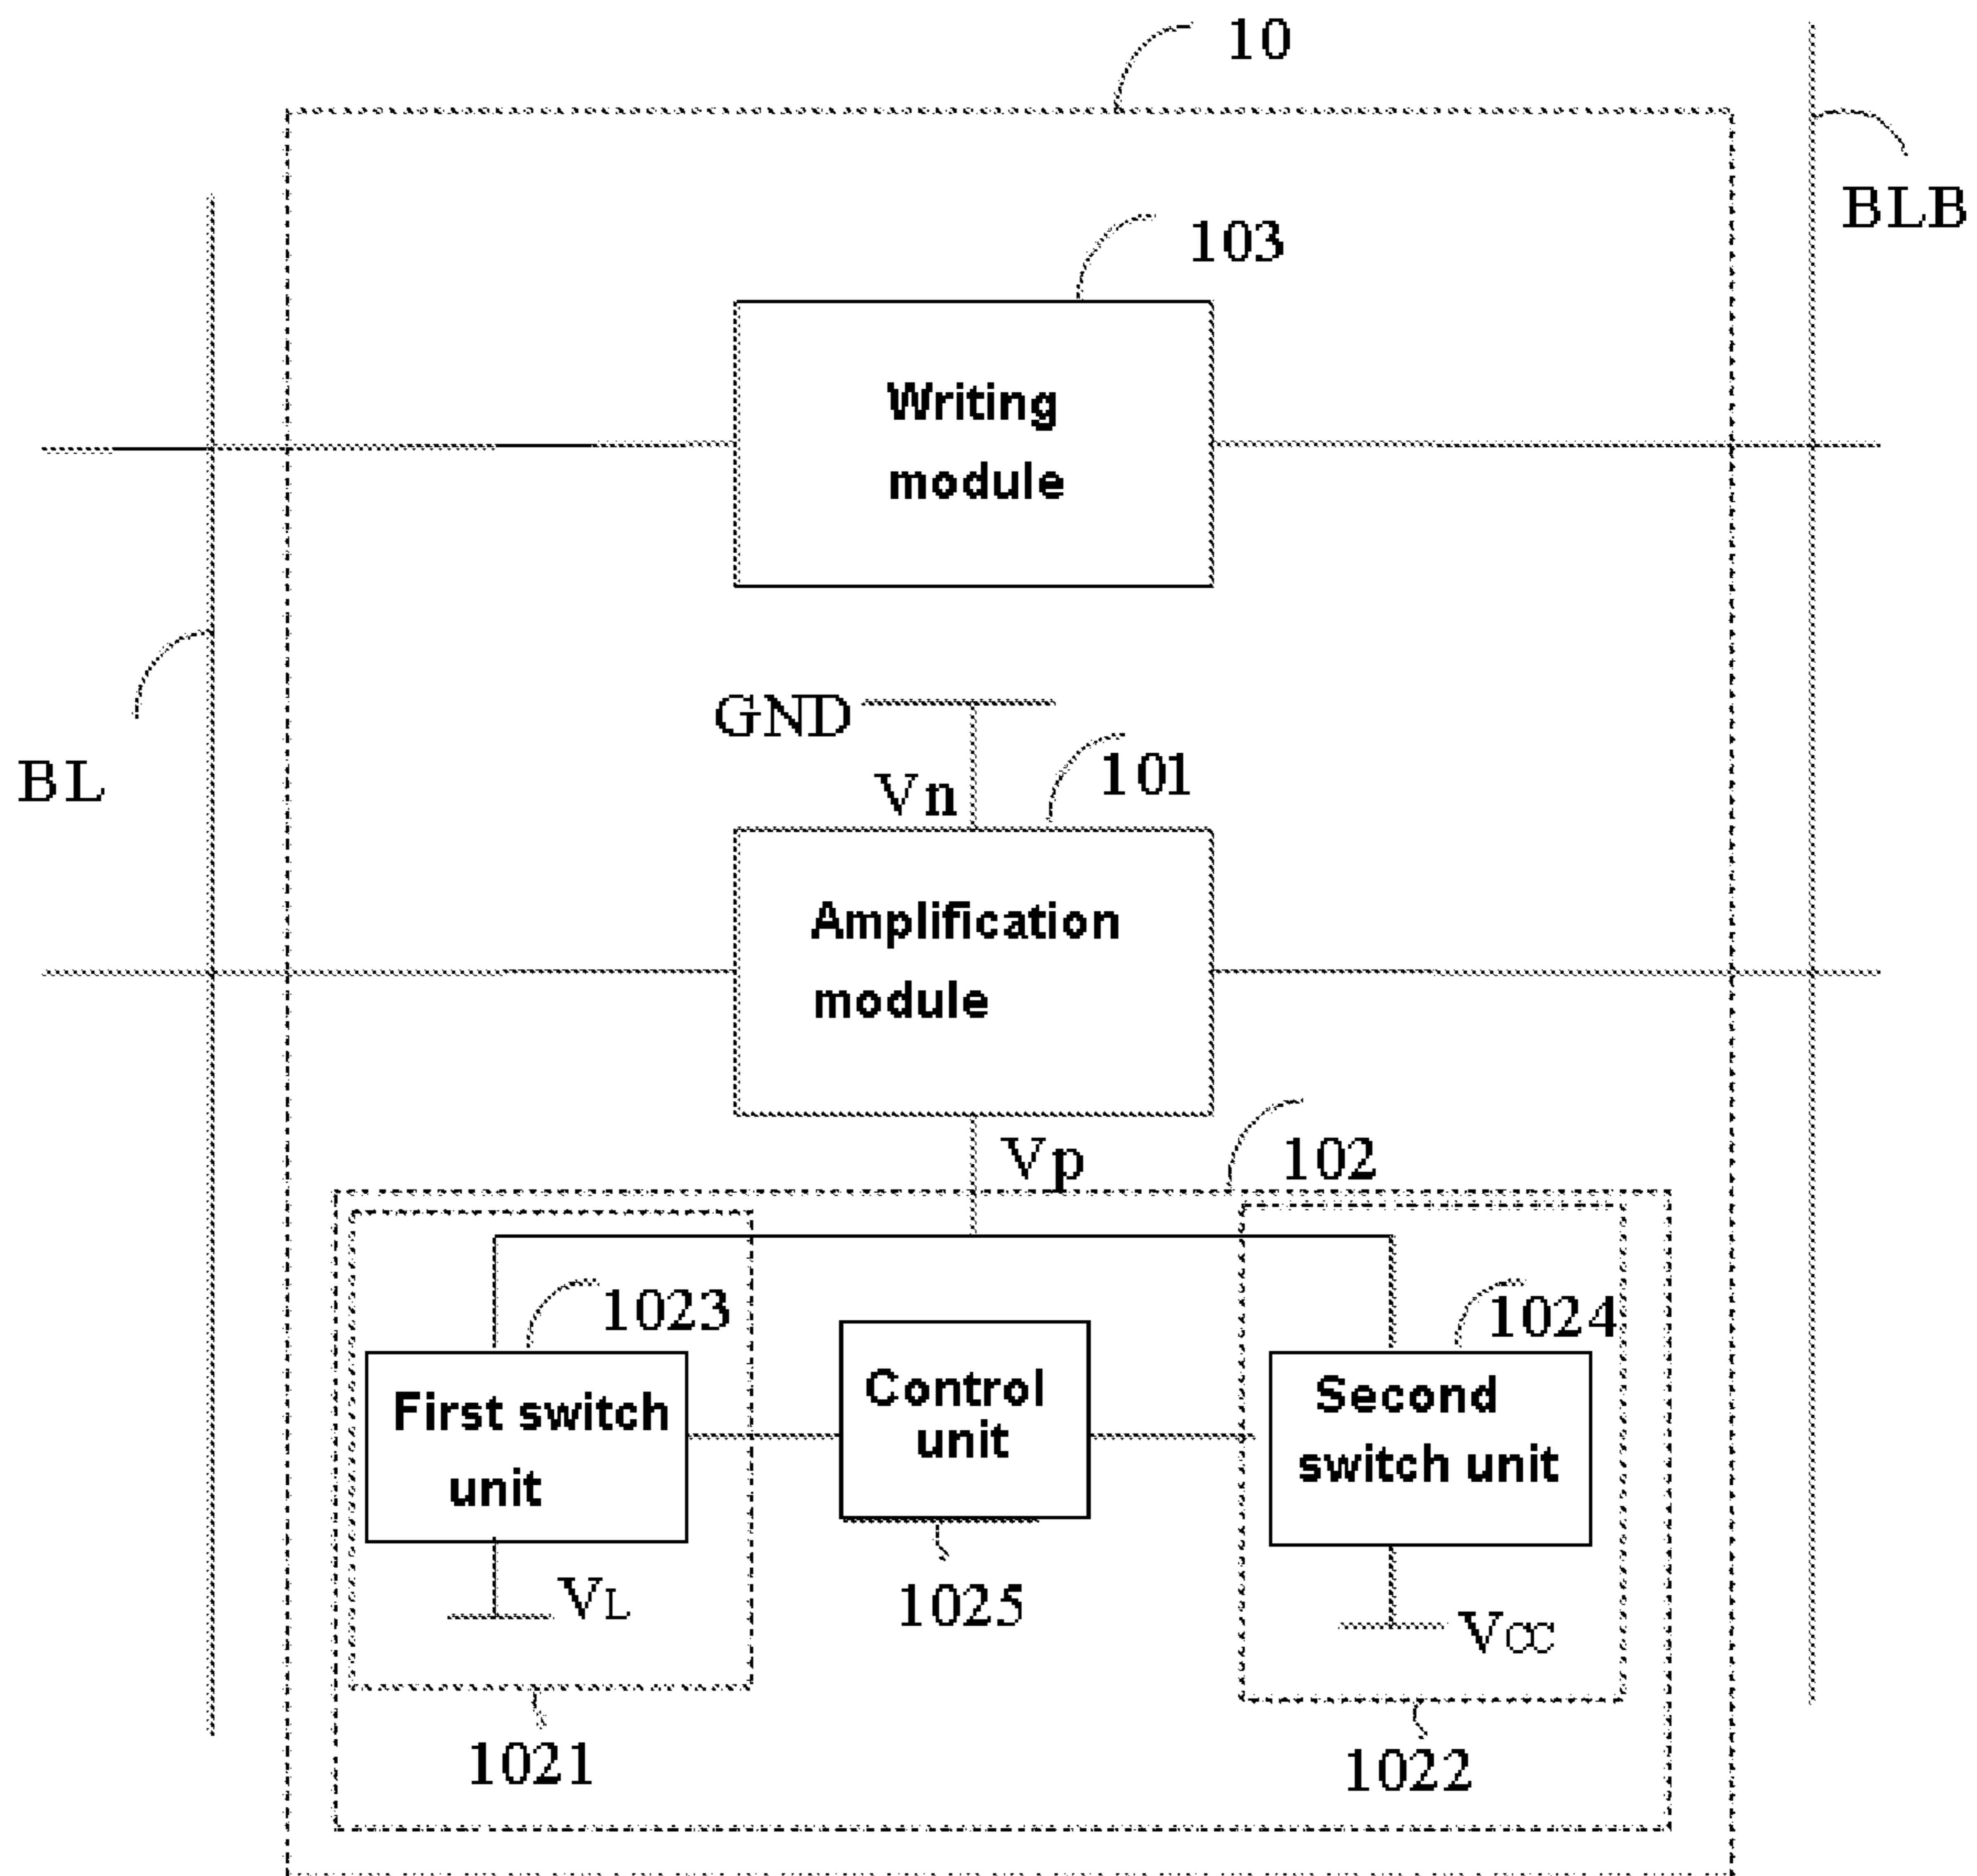 10
BLB
103
Writing
module
GND
101
Vn
BL
Amplification
module
Vp
102
1023
1024
First switch
unit
Control
unit
Second
switch unit
VL
1025
Vcc
1021
1022